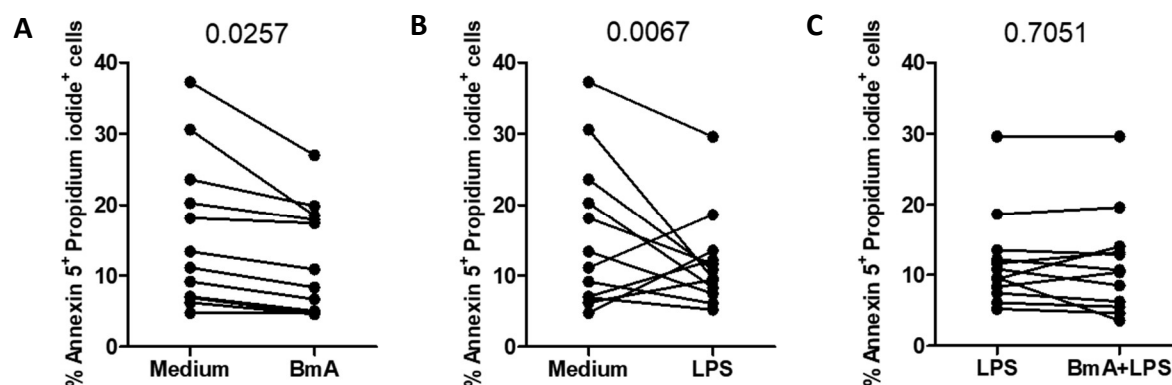 A
0.0257
% Annexin 5⁺ Propidium iodide⁺ cells
40
30
20
10
0
Medium BmA
B
0.0067
% Annexin 5⁺ Propidium iodide⁺ cells
40
30
20
10
0
Medium LPS
C
0.7051
% Annexin 5⁺ Propidium iodide⁺ cells
40
30
20
10
0
LPS BmA+LPS